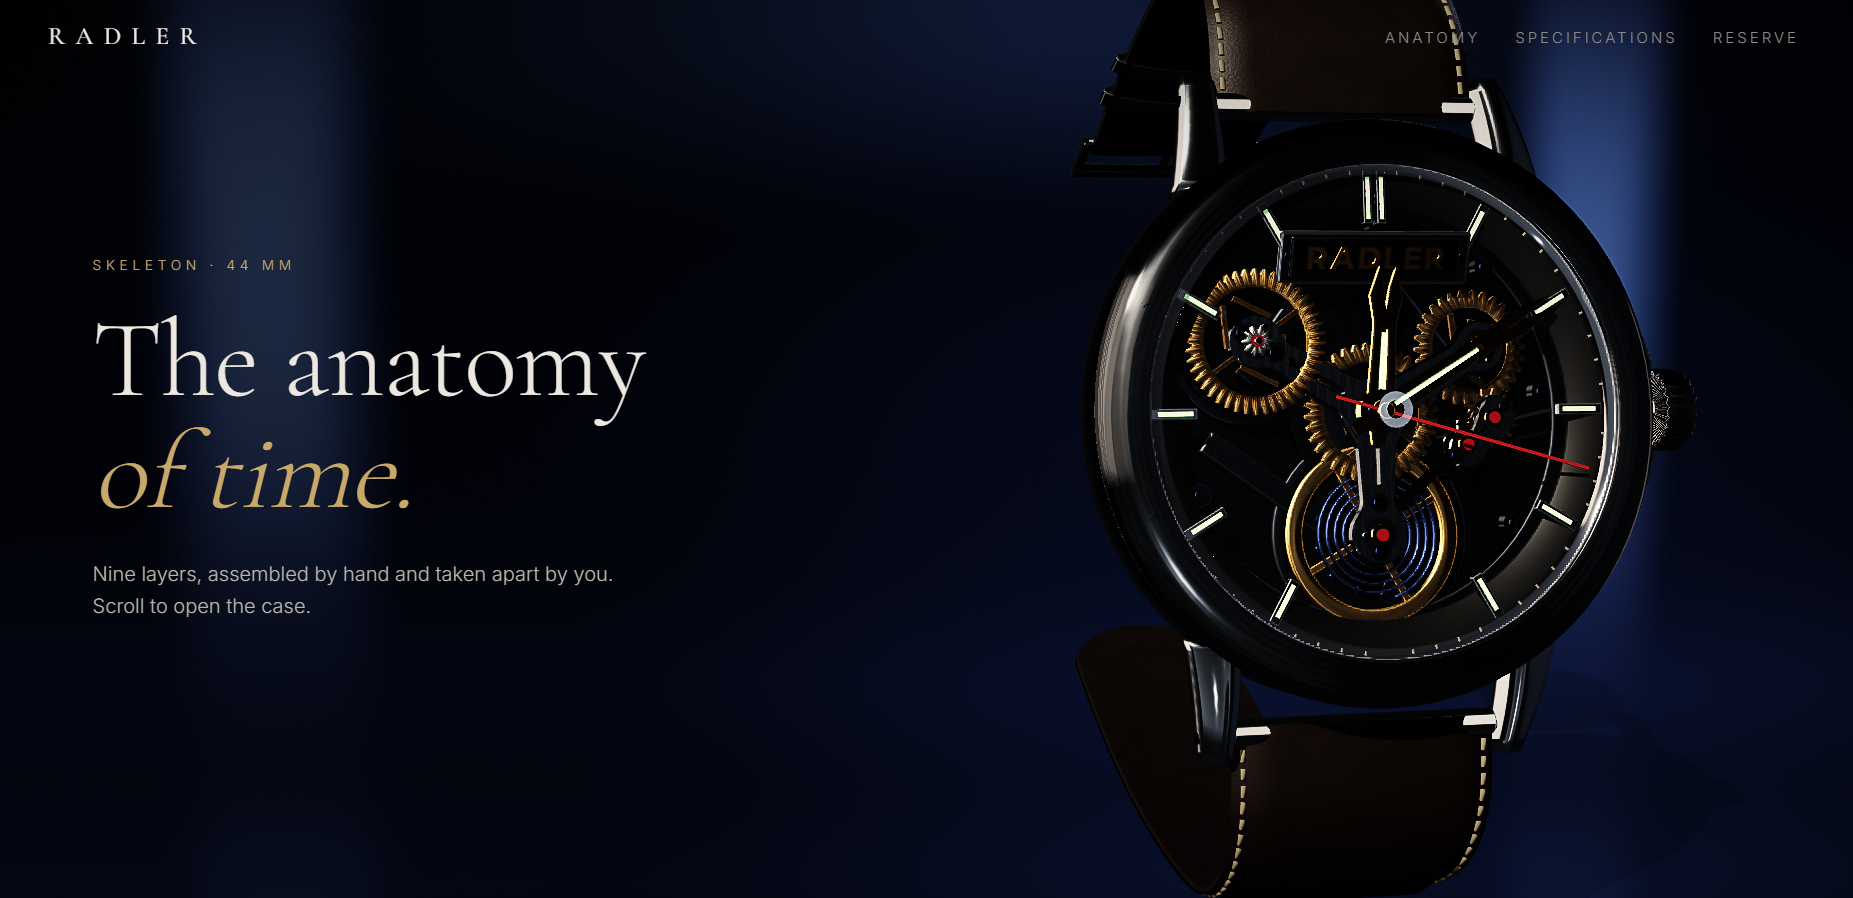 RADLER
ANATOMY SPECIFICATIONS RESERVE
RADLER
SKELETON · 44 MM
The anatomy
of time.
Nine layers, assembled by hand and taken apart by you.
Scroll to open the case.